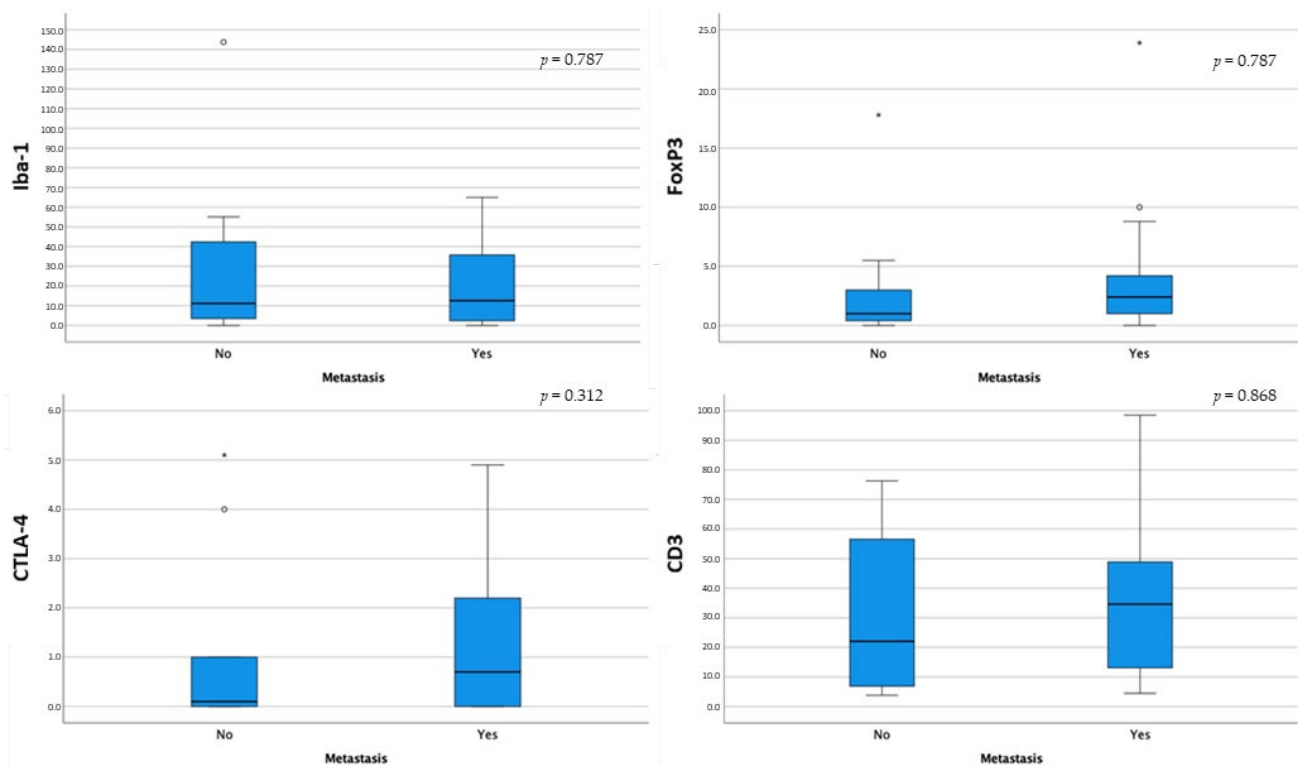 150.0
140.0
130.0
120.0
110.0
100.0
90.0
80.0
70.0
60.0
50.0
40.0
30.0
20.0
10.0
0.0
Iba-1
p = 0.787
No
Yes
Metastasis
25.0
20.0
15.0
10.0
5.0
0.0
FoxP3
p = 0.787
No
Yes
Metastasis
6.0
5.0
4.0
3.0
2.0
1.0
0.0
CTLA-4
p = 0.312
No
Yes
Metastasis
100.0
90.0
80.0
70.0
60.0
50.0
40.0
30.0
20.0
10.0
0.0
CD3
p = 0.868
No
Yes
Metastasis